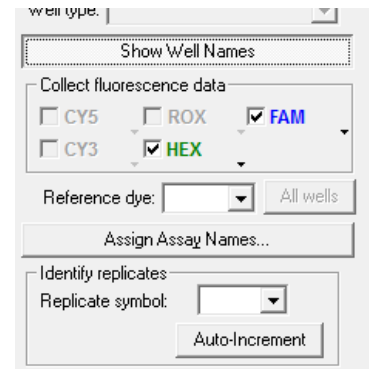 Well type:
Show Well Names
Collect fluorescence data
CY5 ROX FAM
CY3 HEX
Reference dye: All wells
Assign Assay Names...
Identify replicates
Replicate symbol:
Auto-Increment